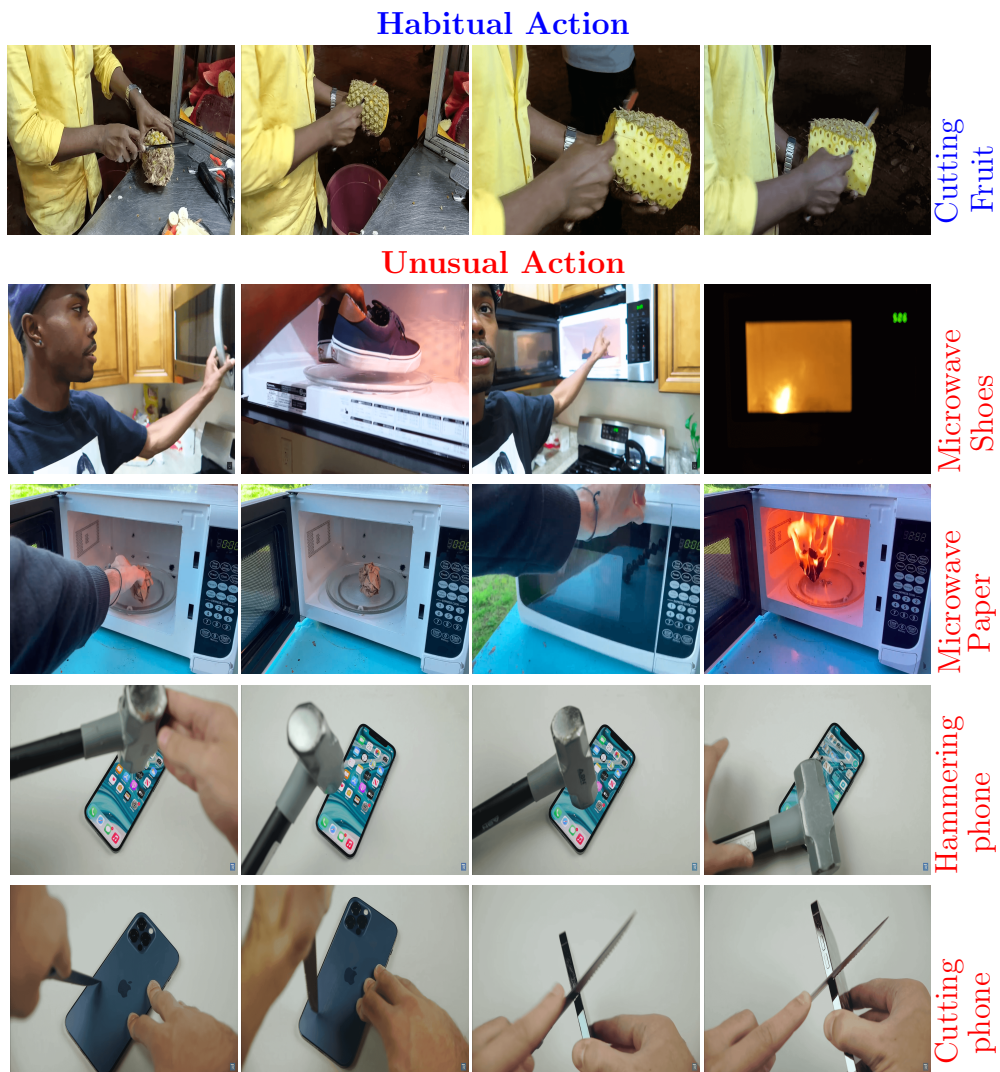 Habitual Action
Cutting
Fruit
Unusual Action
Microwave
Shoes
Microwave
Paper
Hammering
phone
Cutting
phone